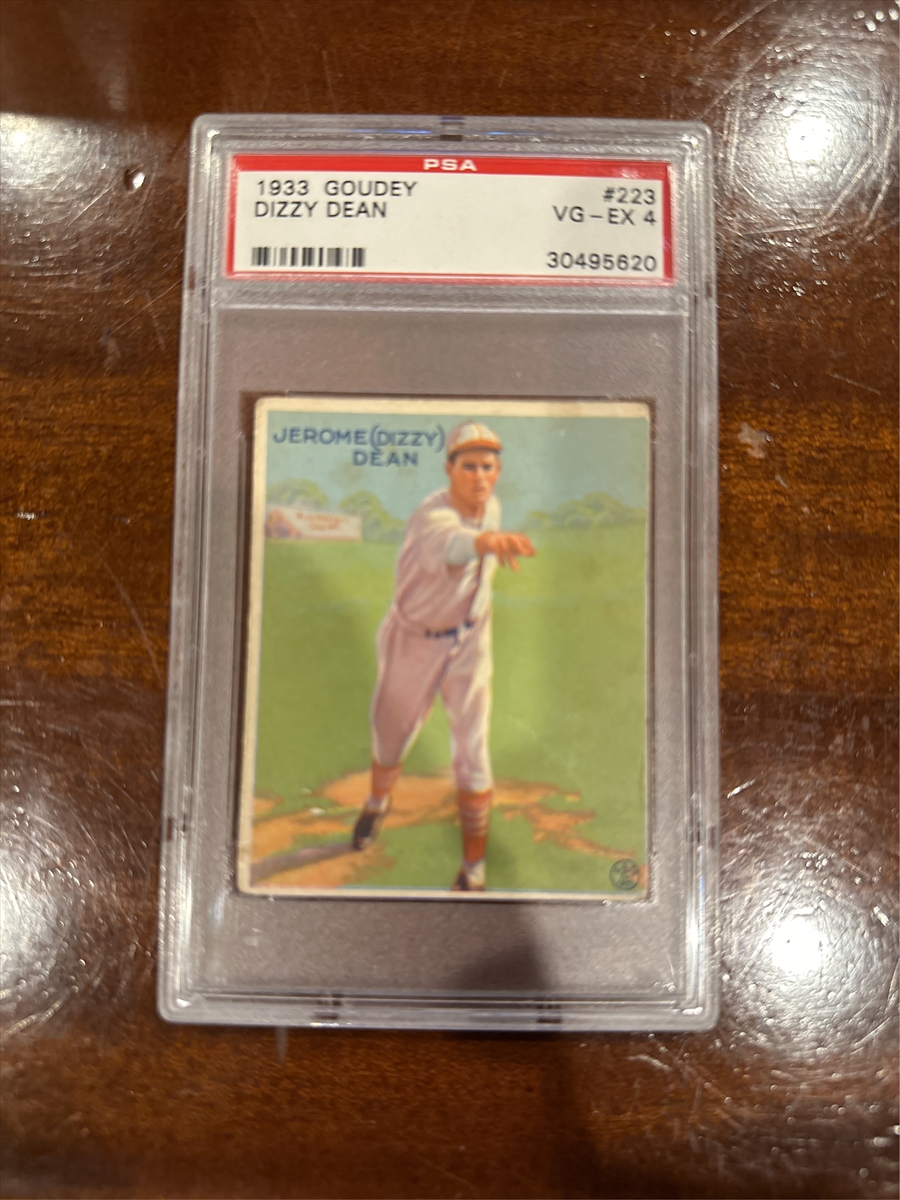 PSA
1933 GOUDEY #223
DIZZY DEAN VG-EX 4
30495620
JEROME (DIZZY)
DEAN